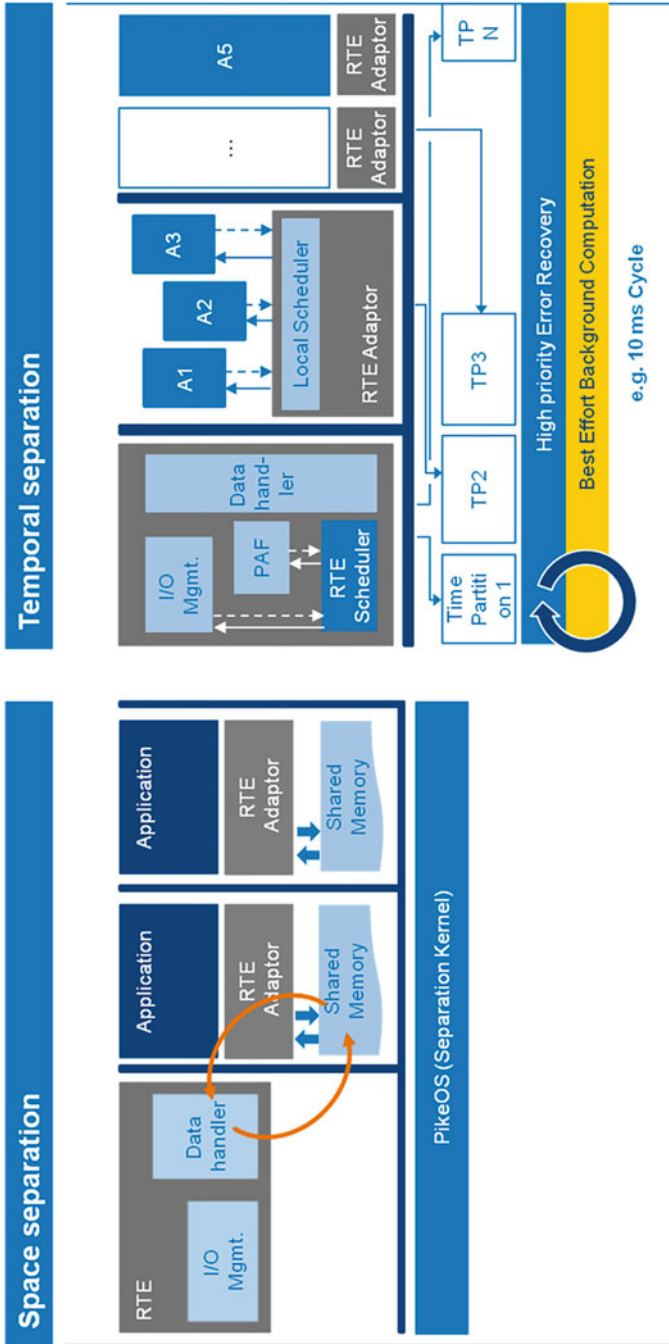 Space separation
RTE
I/O
Mgmt.
Data
handler
Application
RTE
Adaptor
Shared
Memory
Application
RTE
Adaptor
Shared
Memory
PikeOS (Separation Kernel)
Temporal separation
I/O
Mgmt.
PAF
RTE
Scheduler
Data
hand-
ler
A1
A2
A3
Local Scheduler
RTE Adaptor
...
RTE
Adaptor
A5
RTE
Adaptor
Time
Partiti
on 1
TP2
TP3
TP
N
High priority Error Recovery
Best Effort Background Computation
e.g. 10 ms Cycle